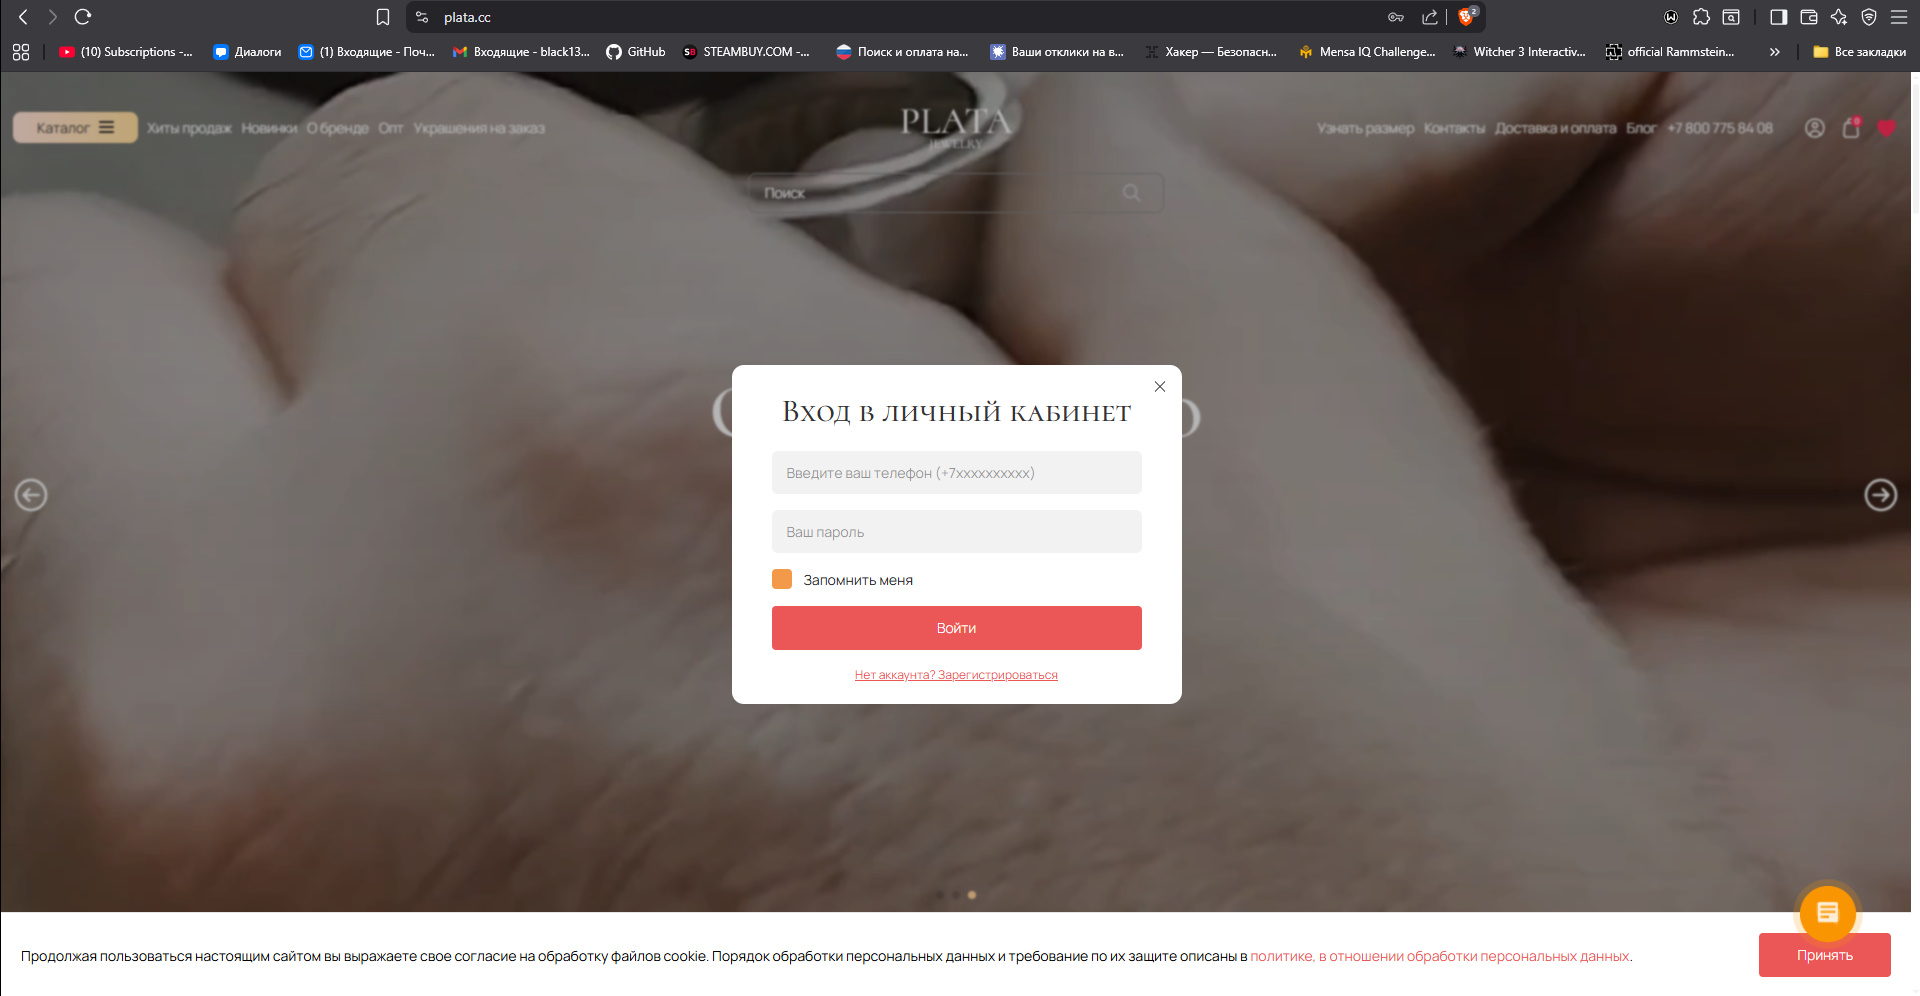 plata.cc
2
(10) Subscriptions -...
Диалоги
(1) Входящие - Поч...
Входящие - black13...
GitHub
STEAMBUY.COM -...
Поиск и оплата на...
Ваши отклики на в...
Хакер — Безопасн...
Mensa IQ Challenge...
Witcher 3 Interactiv...
official Rammstein...
»
Все закладки
Каталог
Хиты продаж
Новинки
О бренде
Опт
Украшения на заказ
PLATA
JEWELRY
Узнать размер
Контакты
Доставка и оплата
Блог
+7 800 775 84 08
0
Поиск
Вход в личный кабинет
Введите ваш телефон (+7xxxxxxxxxx)
Ваш пароль
Запомнить меня
Войти
Нет аккаунта? Зарегистрироваться
Продолжая пользоваться настоящим сайтом вы выражаете свое согласие на обработку файлов cookie. Порядок обработки персональных данных и требование по их защите описаны в политике, в отношении обработки персональных данных.
Принять